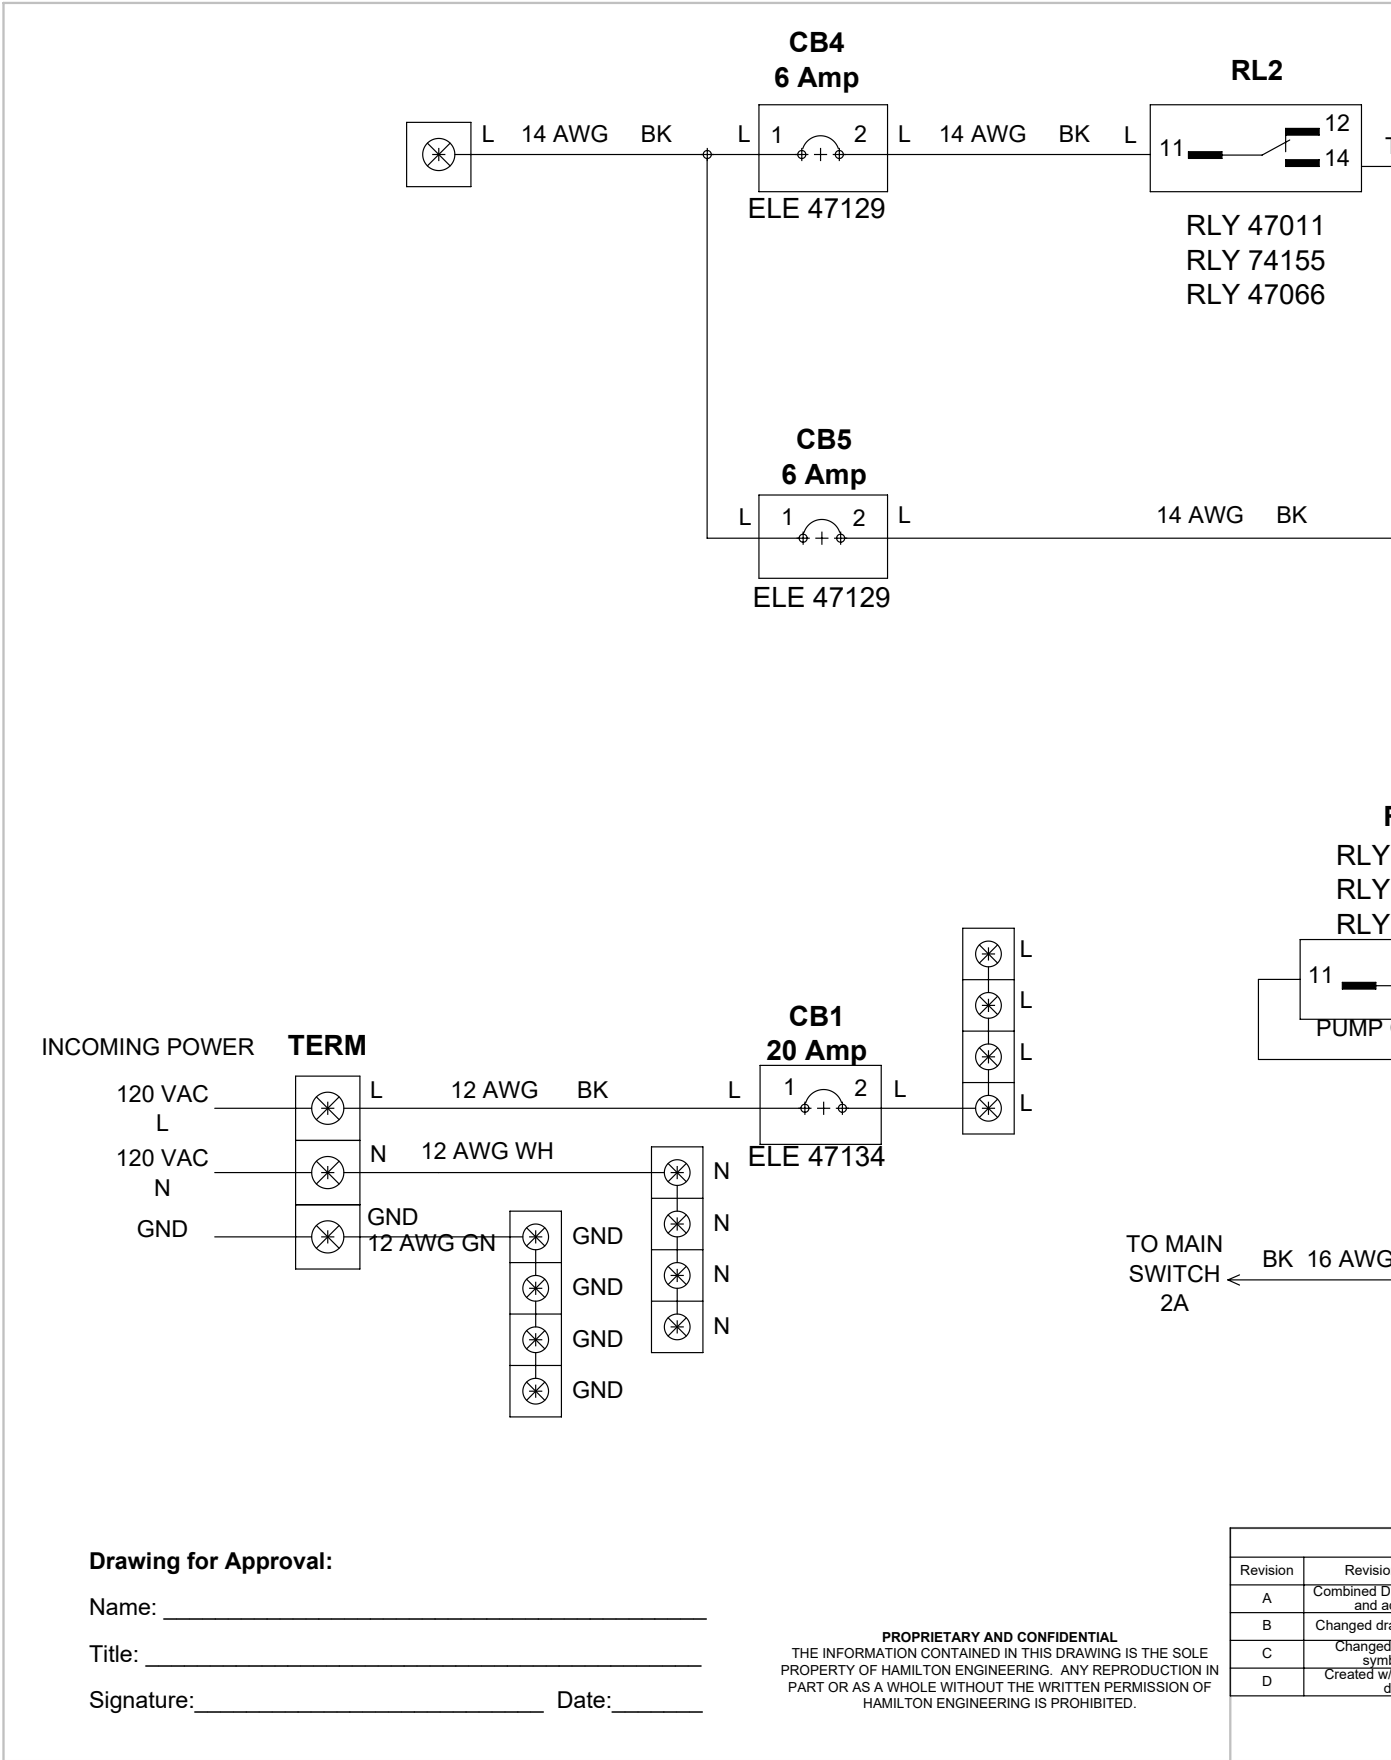 CB4
6 Amp
RL2
L 14 AWG BK L 1 2 L 14 AWG BK L 11 12
14
ELE 47129
RLY 47011
RLY 74155
RLY 47066
CB5
6 Amp
L 1 2 L 14 AWG BK
ELE 47129
RLY
RLY
RLY
11
PUMP
L
L
L
L
CB1
20 Amp
INCOMING POWER TERM
120 VAC
L
L 12 AWG BK L 1 2 L
ELE 47134
120 VAC
N
N 12 AWG WH
N
N
N
N
GND
GND
12 AWG GN
GND
GND
GND
GND
TO MAIN
SWITCH
2A
BK 16 AWG
Drawing for Approval:
Name:
Title:
Signature: Date:
PROPRIETARY AND CONFIDENTIAL
THE INFORMATION CONTAINED IN THIS DRAWING IS THE SOLE
PROPERTY OF HAMILTON ENGINEERING. ANY REPRODUCTION IN
PART OR AS A WHOLE WITHOUT THE WRITTEN PERMISSION OF
HAMILTON ENGINEERING IS PROHIBITED.
Revision
A Combined
and
B Changed
C Changed
D Created